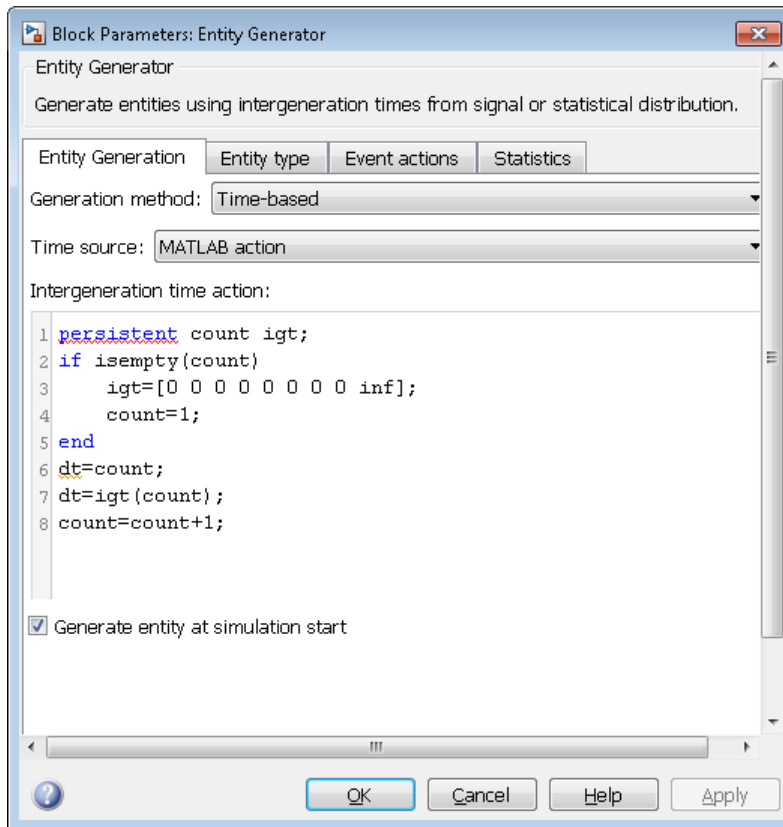 Block Parameters: Entity Generator
Entity Generator
Generate entities using intergeneration times from signal or statistical distribution.
Entity Generation Entity type Event actions Statistics
Generation method: Time-based
Time source: MATLAB action
Intergeneration time action:
1 persistent count igt;
2 if isempty(count)
3 igt=[0 0 0 0 0 0 0 0 inf];
4 count=1;
5 end
6 dt=count;
7 dt=igt(count);
8 count=count+1;
Generate entity at simulation start
OK Cancel Help Apply